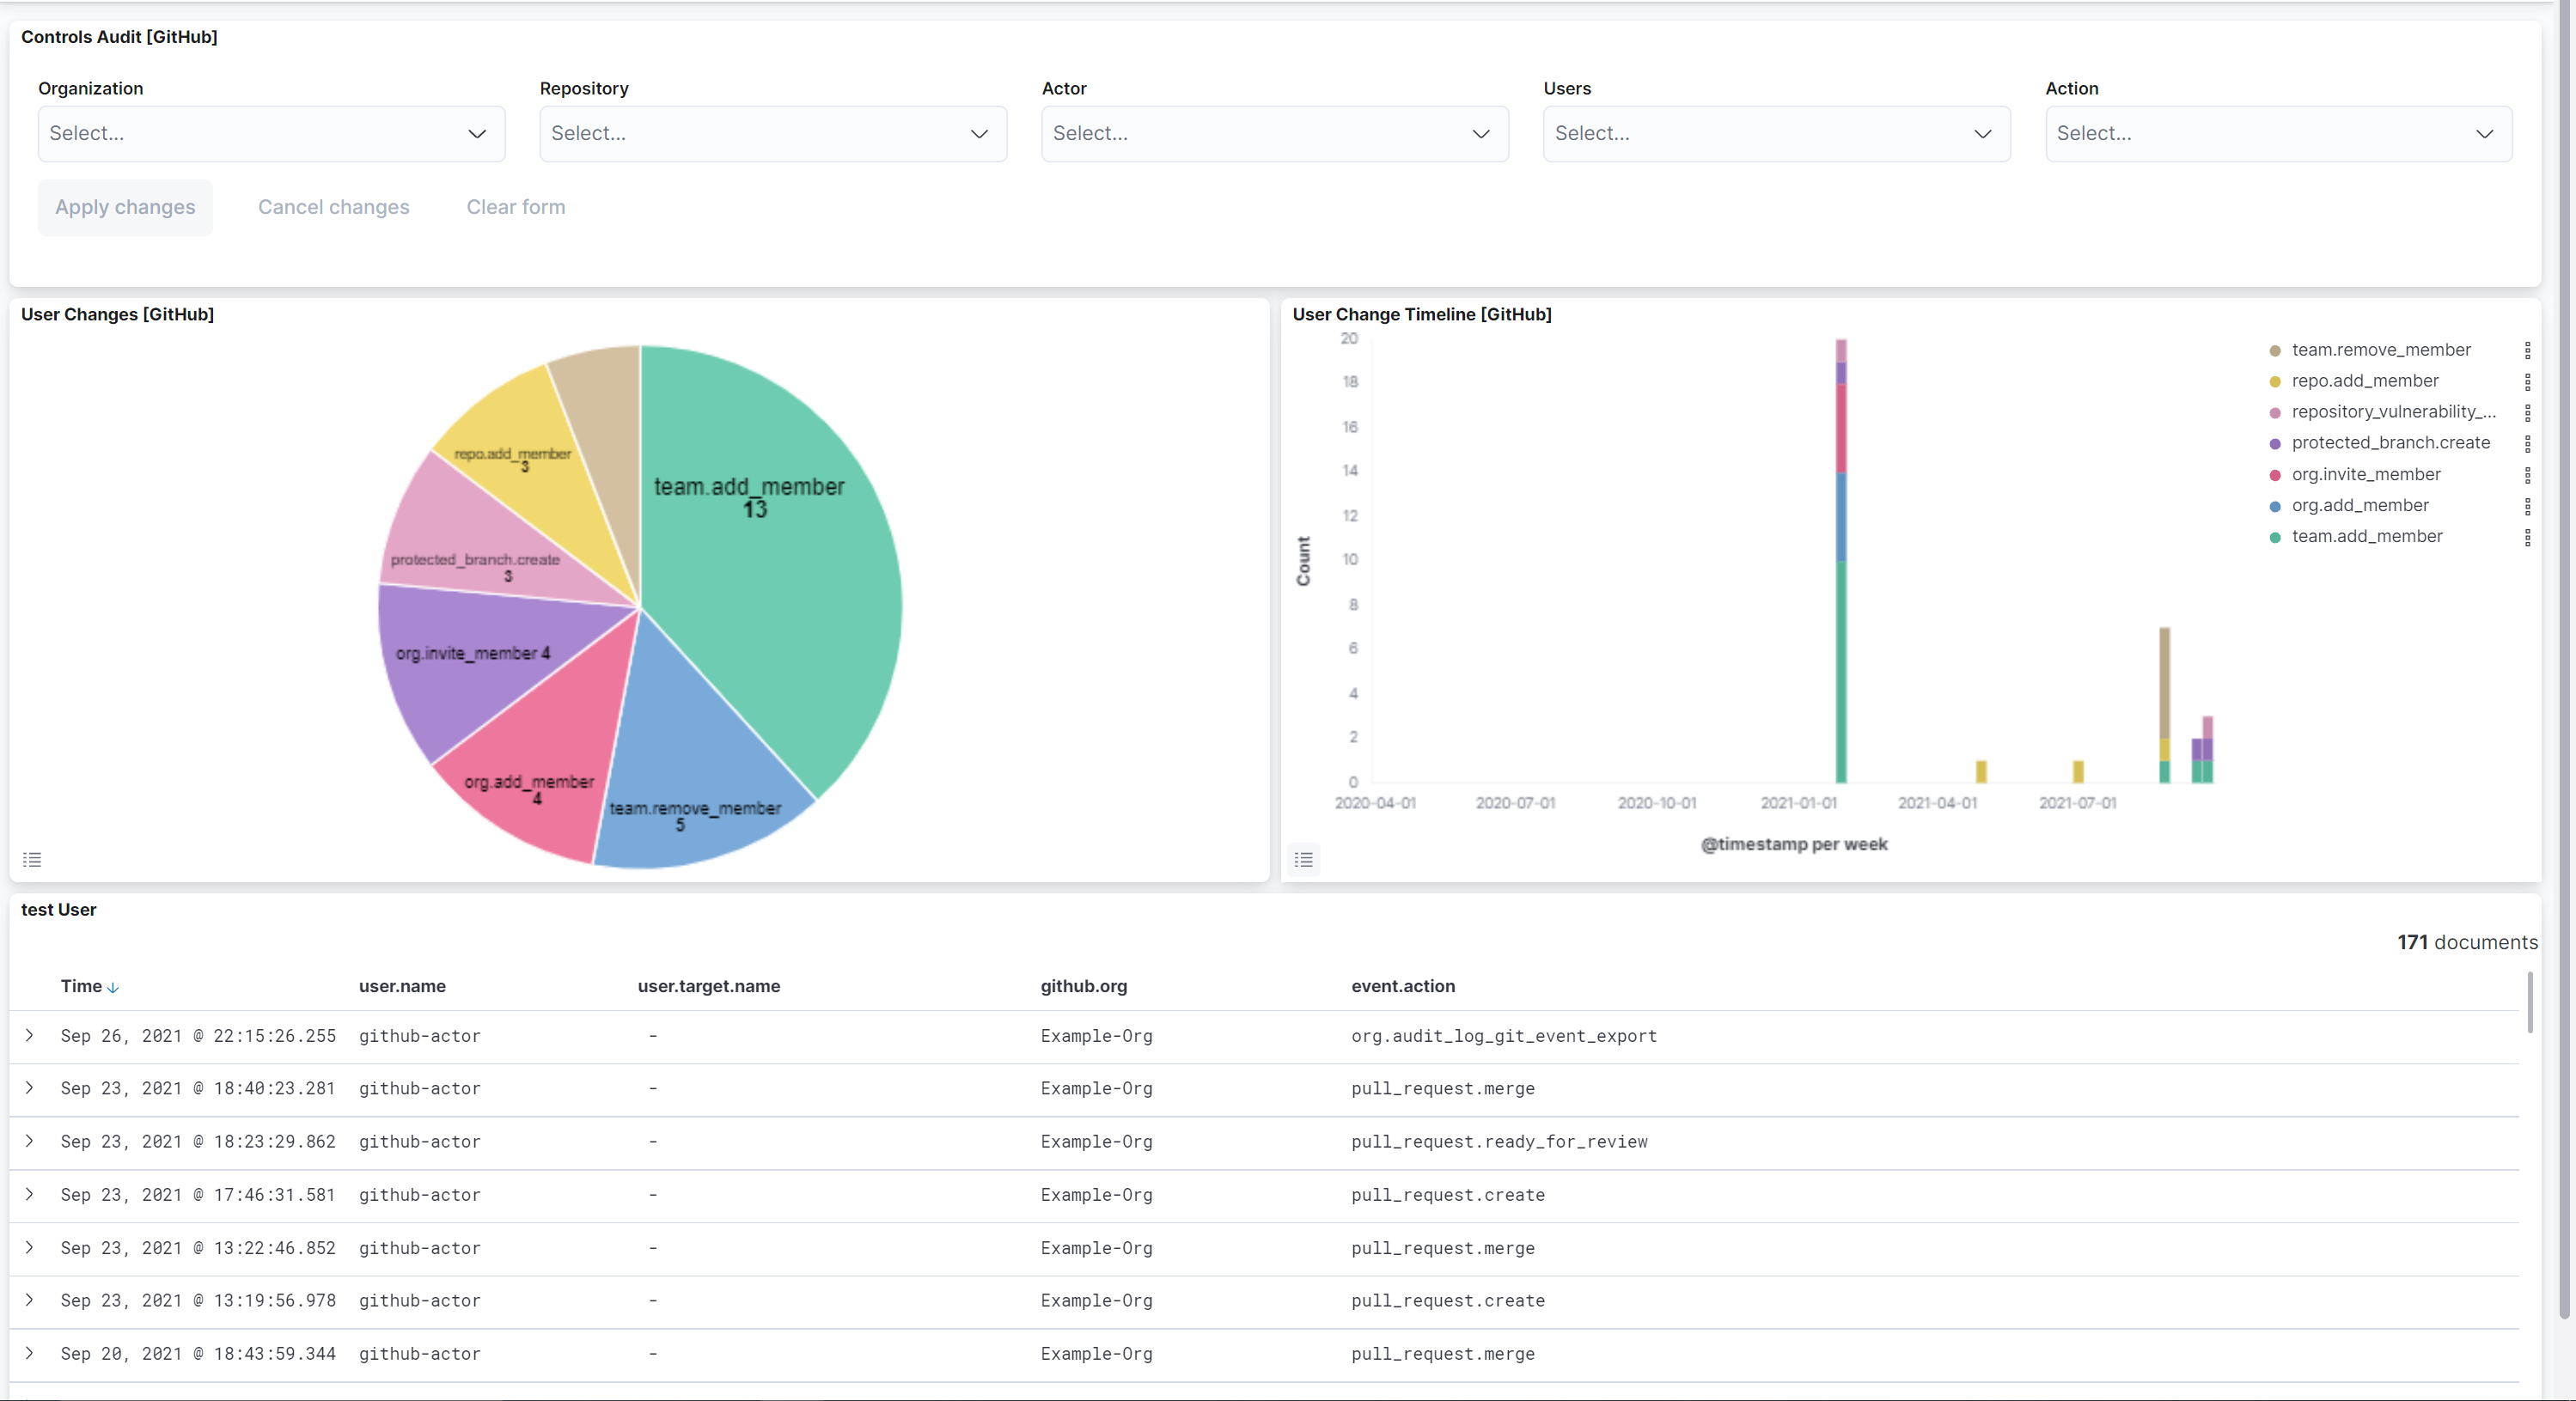 Controls Audit [GitHub]
Organization
Repository
Actor
Users
Action
Select...
Select...
Select...
Select...
Select...
Apply changes
Cancel changes
Clear form
User Changes [GitHub]
team.add_member
13
repo.add_member
3
protected_branch.create
3
org.invite_member 4
org.add_member
4
team.remove_member
5
User Change Timeline [GitHub]
20
18
16
14
12
10
8
6
4
2
0
Count
2020-04-01
2020-07-01
2020-10-01
2021-01-01
2021-04-01
2021-07-01
@timestamp per week
team.remove_member
repo.add_member
repository_vulnerability_...
protected_branch.create
org.invite_member
org.add_member
team.add_member
test User
171 documents
Time user.name user.target.name github.org event.action
Sep 26, 2021 @ 22:15:26.255 github-actor - Example-Org org.audit_log_git_event_export
Sep 23, 2021 @ 18:40:23.281 github-actor - Example-Org pull_request.merge
Sep 23, 2021 @ 18:23:29.862 github-actor - Example-Org pull_request.ready_for_review
Sep 23, 2021 @ 17:46:31.581 github-actor - Example-Org pull_request.create
Sep 23, 2021 @ 13:22:46.852 github-actor - Example-Org pull_request.merge
Sep 23, 2021 @ 13:19:56.978 github-actor - Example-Org pull_request.create
Sep 20, 2021 @ 18:43:59.344 github-actor - Example-Org pull_request.merge